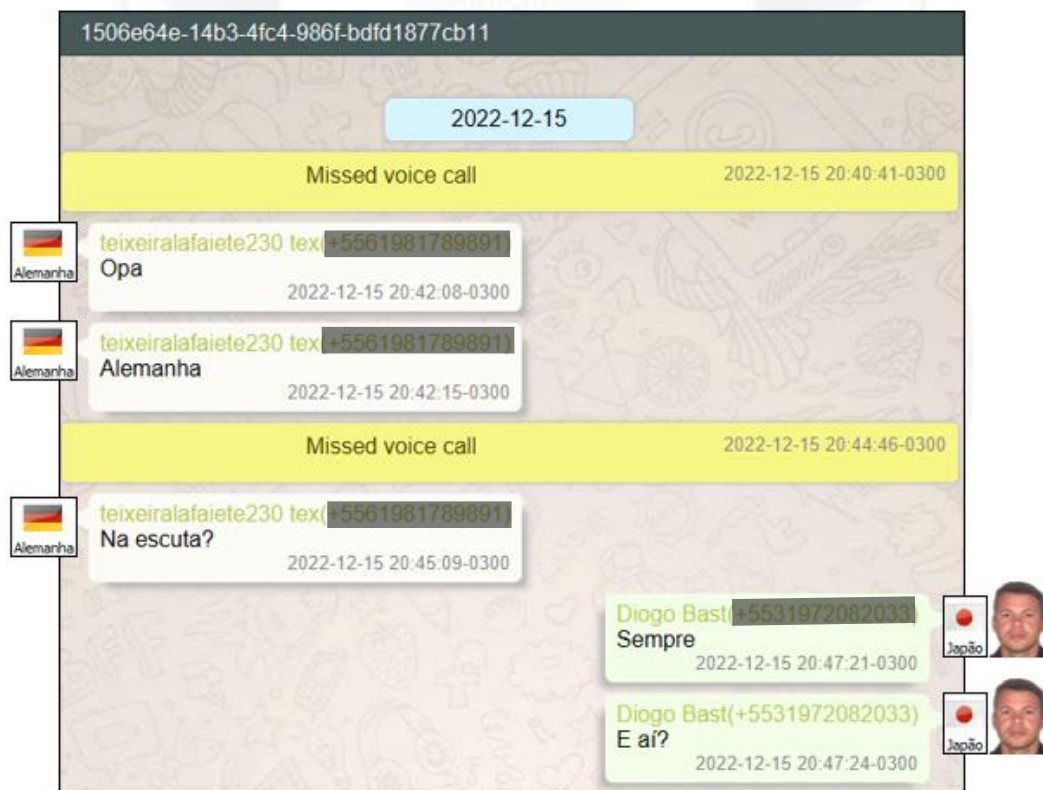 1506e64e-14b3-4fc4-986f-bdfd1877cb11
2022-12-15
Missed voice call 2022-12-15 20:40:41-0300
teixeiralafaiete230 tex(
Opa
2022-12-15 20:42:08-0300
Alemanha
teixeiralafaiete230 tex(
Alemanha
2022-12-15 20:42:15-0300
Alemanha
Missed voice call 2022-12-15 20:44:46-0300
teixeiralafaiete230 tex(
Na escuta?
2022-12-15 20:45:09-0300
Alemanha
Diogo Bast(
Sempre
2022-12-15 20:47:21-0300
Japão
Diogo Bast(+5531972082033)
E aí?
2022-12-15 20:47:24-0300
Japão